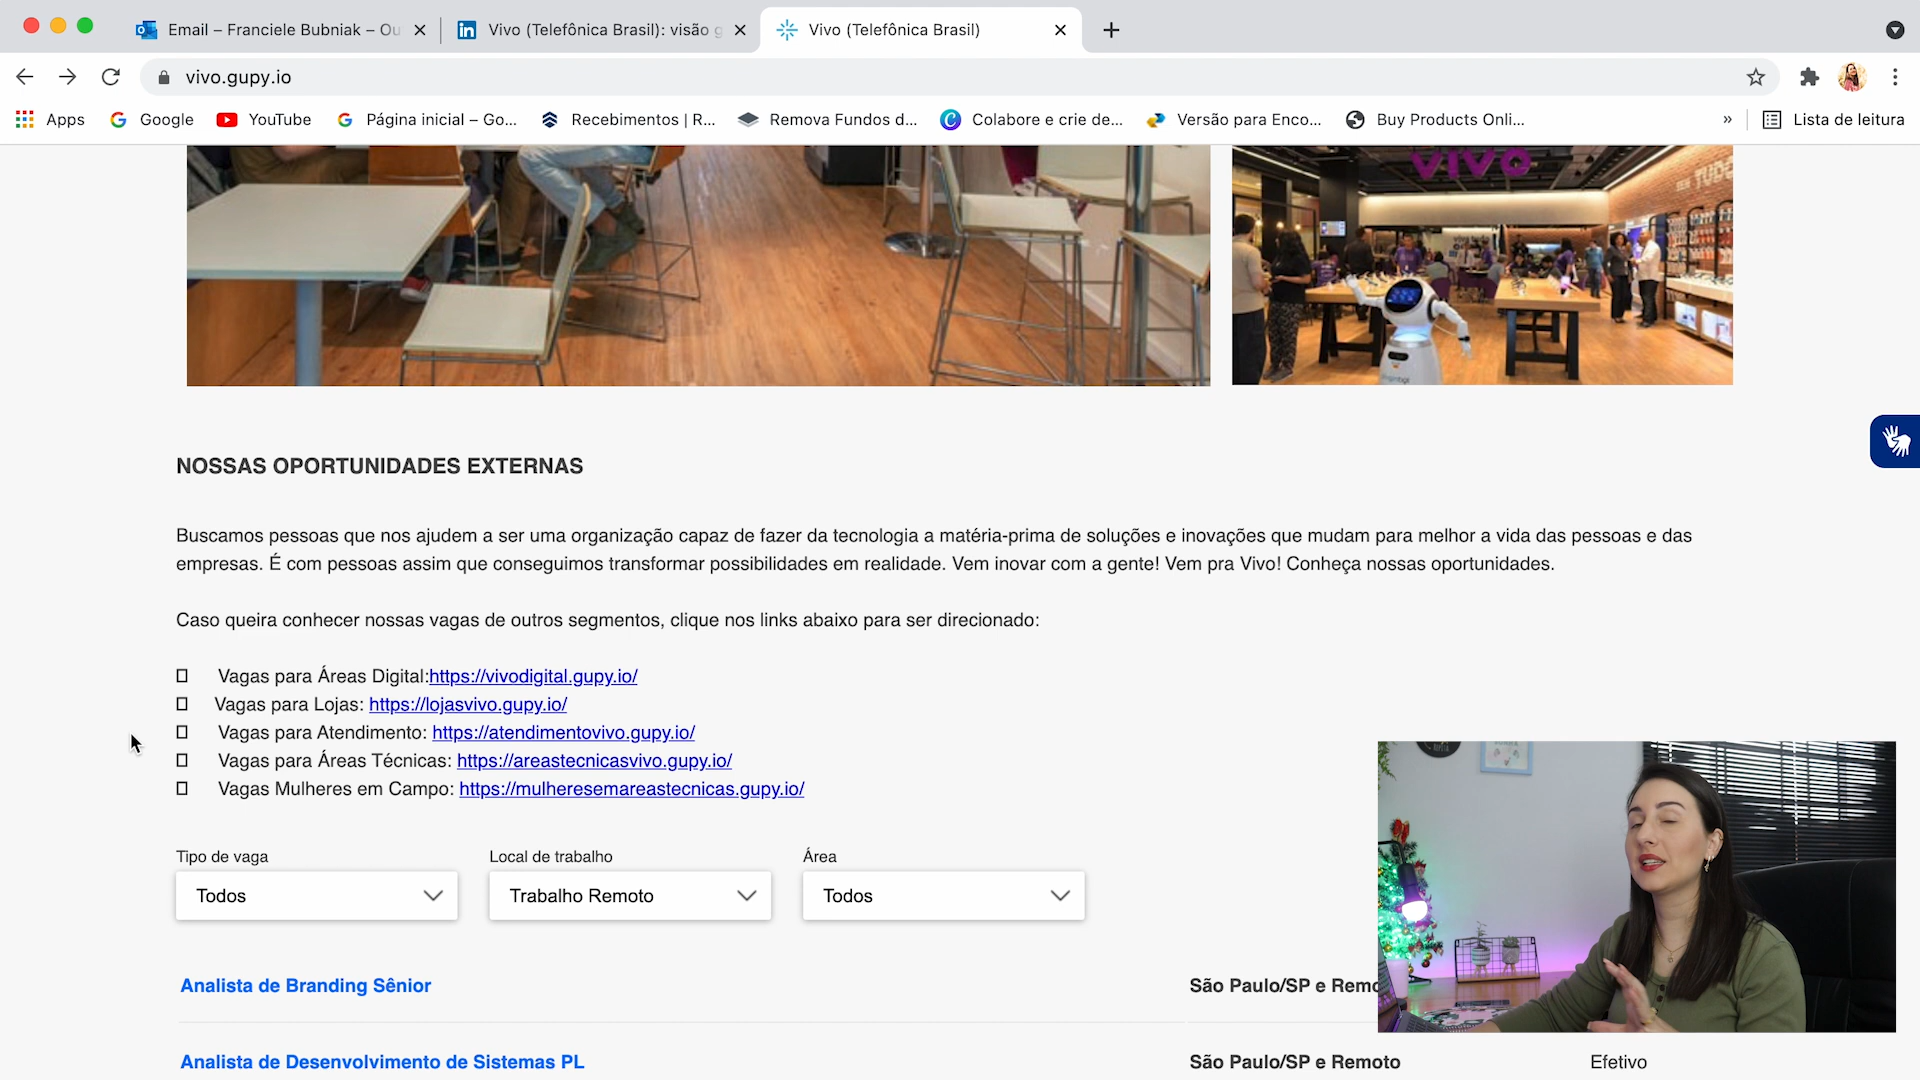 Email – Franciele Bubniak – Ou
Vivo (Telefônica Brasil): visão g
Vivo (Telefônica Brasil)
vivo.gupy.io
Apps
Google
YouTube
Página inicial – Go...
Recebimentos | R...
Remova Fundos d...
Colabore e crie de...
Versão para Enco...
Buy Products Onli...
»
Lista de leitura
vivo
NOSSAS OPORTUNIDADES EXTERNAS
Buscamos pessoas que nos ajudem a ser uma organização capaz de fazer da tecnologia a matéria-prima de soluções e inovações que mudam para melhor a vida das pessoas e das
empresas. É com pessoas assim que conseguimos transformar possibilidades em realidade. Vem inovar com a gente! Vem pra Vivo! Conheça nossas oportunidades.
Caso queira conhecer nossas vagas de outros segmentos, clique nos links abaixo para ser direcionado:
Vagas para Áreas Digital:https://vivodigital.gupy.io/
Vagas para Lojas: https://lojasvivo.gupy.io/
Vagas para Atendimento: https://atendimentovivo.gupy.io/
Vagas para Áreas Técnicas: https://areastecnicasvivo.gupy.io/
Vagas Mulheres em Campo: https://mulheresemareastecnicas.gupy.io/
Tipo de vaga
Local de trabalho
Área
Todos
Trabalho Remoto
Todos
Analista de Branding Sênior
São Paulo/SP e Remo
Analista de Desenvolvimento de Sistemas PL
São Paulo/SP e Remoto
Efetivo